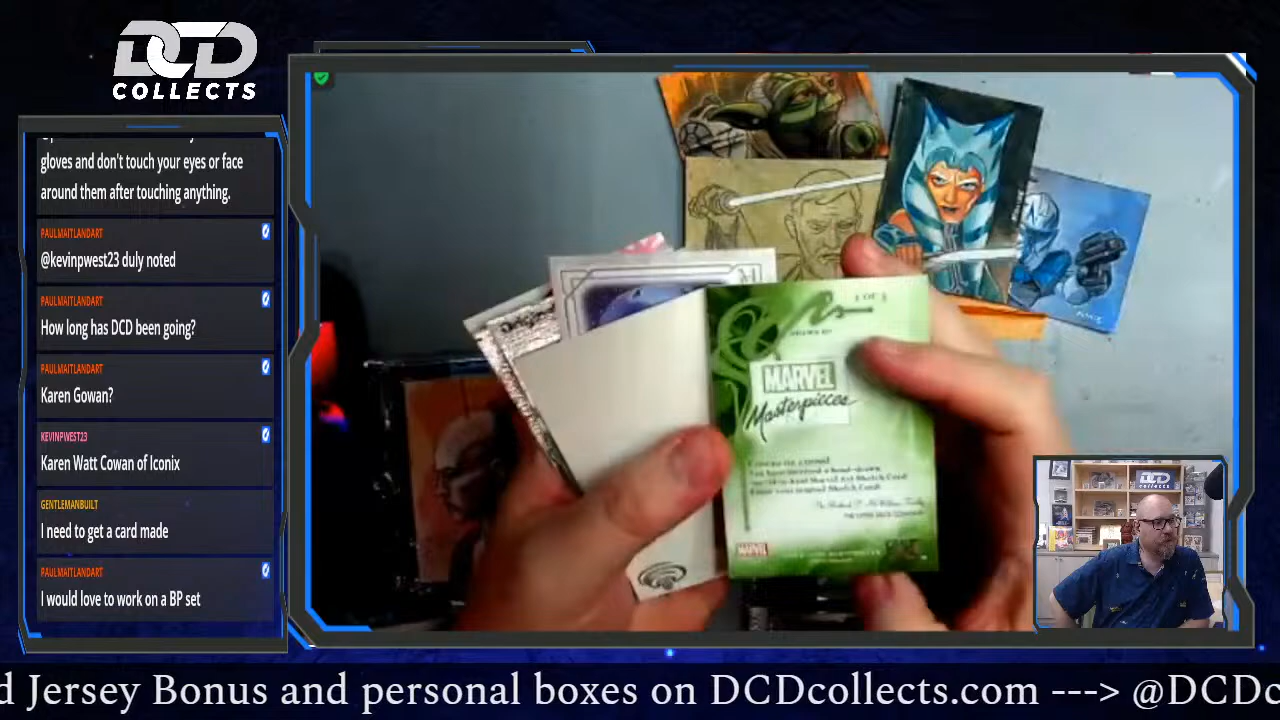 DCD
COLLECTS
gloves and don't touch your eyes or face
around them after touching anything.
PAULMAITLANDART
@kevinpwest23 duly noted
PAULMAITLANDART
How long has DCD been going?
PAULMAITLANDART
Karen Gowan?
KEVINPWEST23
Karen Watt Cowan of Iconix
GENTLEMANBUILT
I need to get a card made
PAULMAITLANDART
I would love to work on a BP set
MARVEL
Masterpieces
MARVEL
DCD
COLLECTS
d Jersey Bonus and personal boxes on DCDcollects.com ---> @DCDc